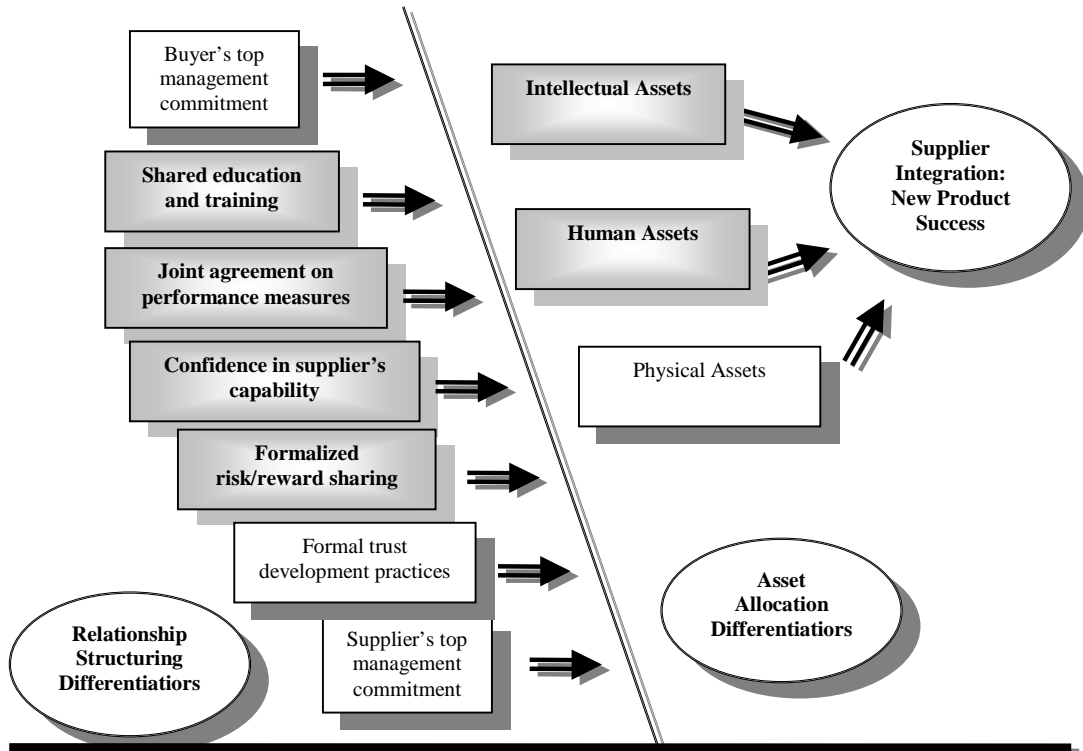 Buyer's top
management
commitment
Shared education
and training
Joint agreement on
performance measures
Confidence in supplier's
capability
Formalized
risk/reward sharing
Formal trust
development practices
Supplier's top
management
commitment
Relationship
Structuring
Differentiatiors
Intellectual Assets
Human Assets
Physical Assets
Supplier
Integration:
New Product
Success
Asset
Allocation
Differentiatiors